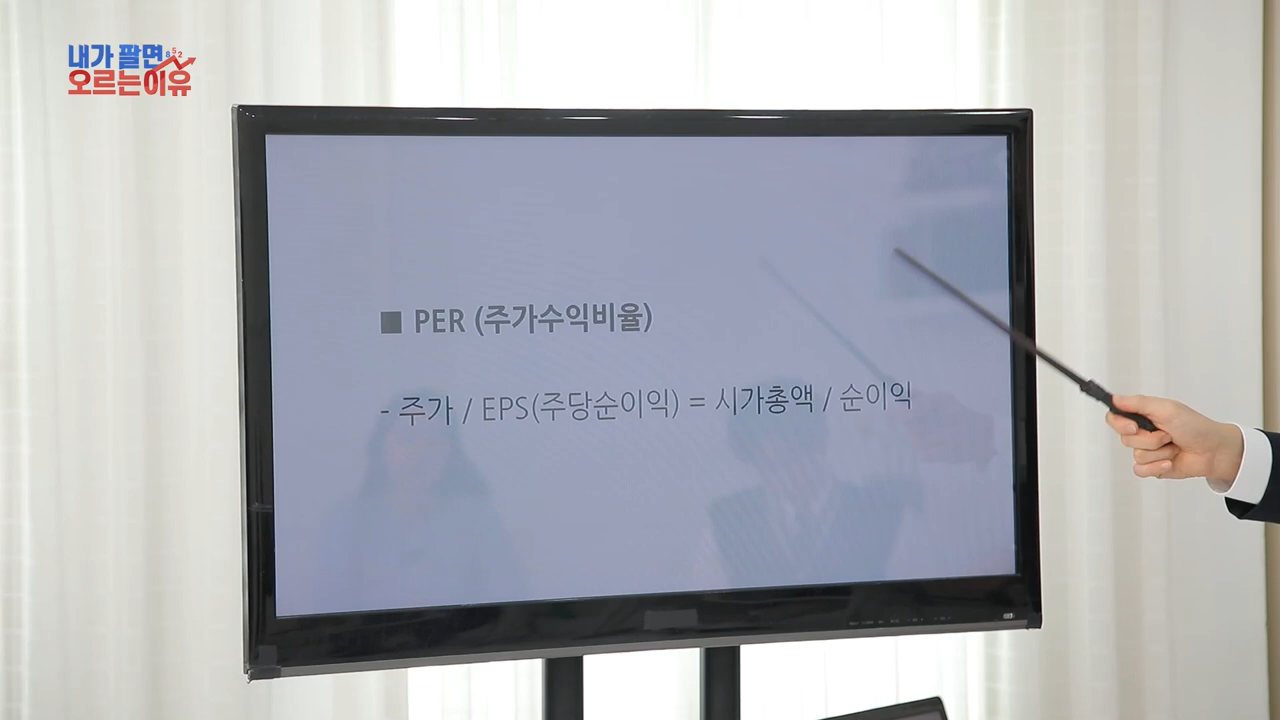 내가 팔면
오르는이유
852
■ PER (주가수익비율)
- 주가 / EPS(주당순이익) = 시가총액 / 순이익